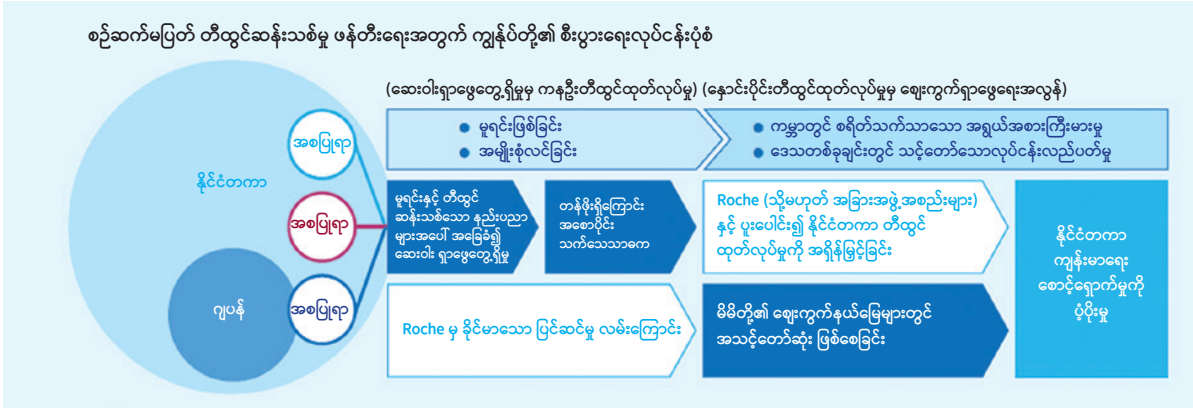 စဉ်ဆက်မပြတ် တီထွင်ဆန်းသစ်မှု ဖန်တီးရေးအတွက် ကျွန်ုပ်တို့၏ စီးပွားရေးလုပ်ငန်းပုံစံ
(ဆေးဝါးရှာဖွေတွေ့ရှိမှုမှ ကနဦးတီထွင်ထုတ်လုပ်မှု) (နှောင်းပိုင်းတီထွင်ထုတ်လုပ်မှုမှ ဈေးကွက်ရှာဖွေရေးအလွန်)
မူရင်းဖြစ်ခြင်း
အမျိုးစုံလင်ခြင်း
ကမ္ဘာတွင် စရိတ်သက်သာသော အရွယ်အစားကြီးမားမှု
ဒေသတစ်ခုချင်းတွင် သင့်တော်သောလုပ်ငန်းလည်ပတ်မှု
နိုင်ငံတကာ
ဂျပန်
အစပြုရာ
အစပြုရာ
အစပြုရာ
မူရင်းနှင့် တီထွင်
ဆန်းသစ်သော နည်းပညာ
များအပေါ် အခြေခံ၍
ဆေးဝါး ရှာဖွေတွေ့ရှိမှု
တန်ဖိုးရှိကြောင်း
အစောပိုင်း
သက်သေသာဓက
Roche (သို့မဟုတ် အခြားအဖွဲ့အစည်းများ)
နှင့် ပူးပေါင်း၍ နိုင်ငံတကာ တီထွင်
ထုတ်လုပ်မှုကို အရှိန်မြှင့်ခြင်း
Roche မှ ခိုင်မာသော ပြင်ဆင်မှု လမ်းကြောင်း
မိမိတို့၏ ဈေးကွက်နယ်မြေများတွင်
အသင့်တော်ဆုံး ဖြစ်စေခြင်း
နိုင်ငံတကာ
ကျန်းမာရေး
စောင့်ရှောက်မှုကို
ပံ့ပိုးမှု